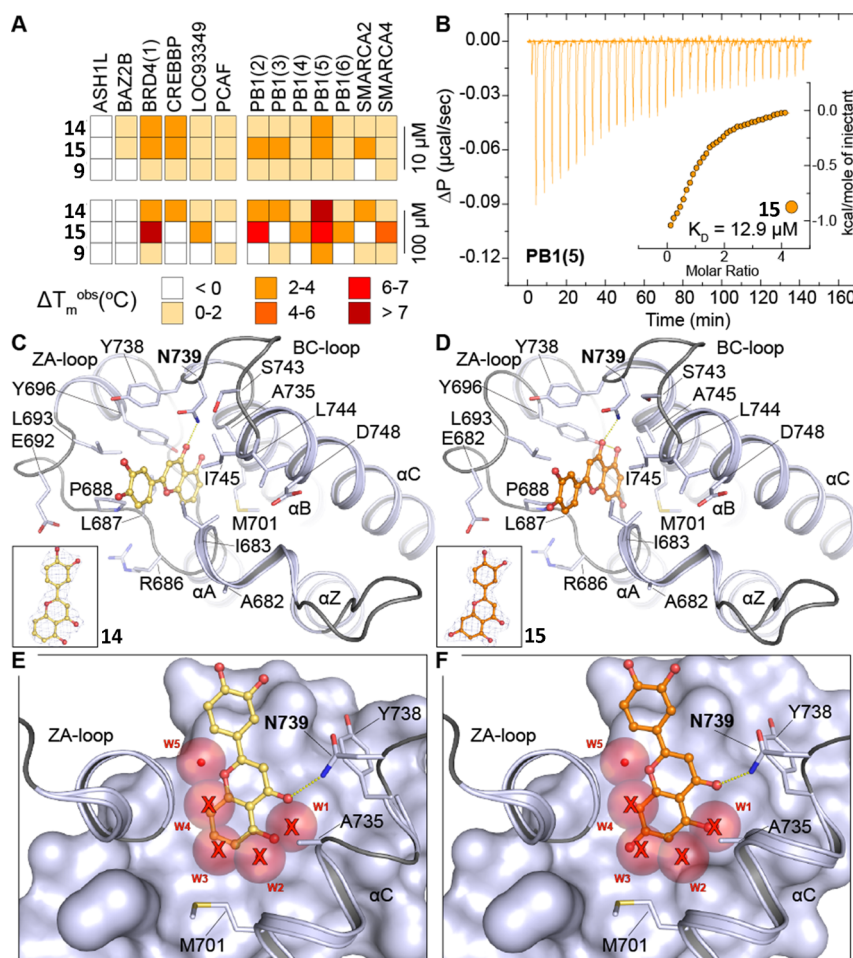 A
ASH1L
BAZ2B
BRD4(1)
CREBBP
LOC93349
PCAF
PB1(2)
PB1(3)
PB1(4)
PB1(5)
PB1(6)
SMARCA2
SMARCA4
14
15
9
10 µM
14
15
9
100 µM
ΔTm^obs(°C)
< 0
0-2
2-4
4-6
6-7
> 7
B
0.00
-0.03
-0.06
-0.09
-0.12
ΔP (µcal/sec)
0.0
-0.5
-1.0
kcal/mole of injectant
15
K_D = 12.9 µM
0
2
4
Molar Ratio
PB1(5)
0 20 40 60 80 100 120 140 160
Time (min)
C
ZA-loop
Y738
N739
BC-loop
S743
Y696
A735
L693
L744
E692
D748
I745
αC
P688
αB
L687
M701
I683
R686
αA
A682
αZ
14
D
ZA-loop
Y738
N739
BC-loop
S743
Y696
A745
L693
L744
E682
D748
I745
αC
P688
αB
L687
M701
I683
R686
αA
A682
αZ
15
E
ZA-loop
N739
Y738
W5
W1
W4
X
X
X
X
A735
W3
W2
αC
M701
F
ZA-loop
N739
Y738
W5
W1
W4
X
X
X
X
A735
W3
W2
αC
M701